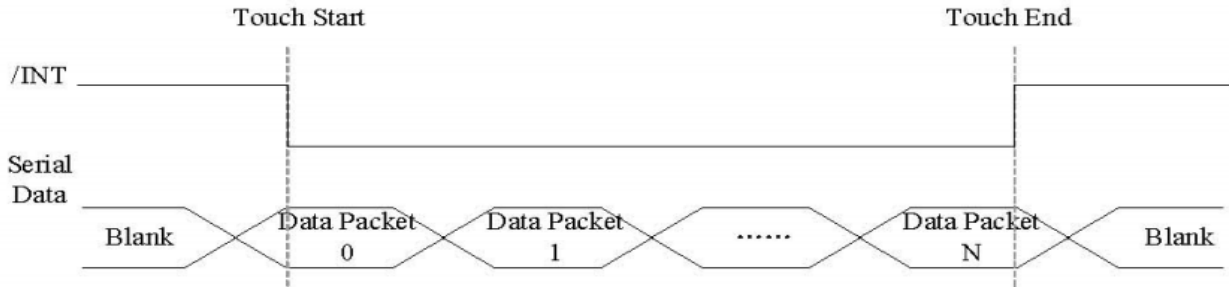 Touch Start
Touch End
/INT
Serial
Data
Blank
Data Packet
0
Data Packet
1
......
Data Packet
N
Blank